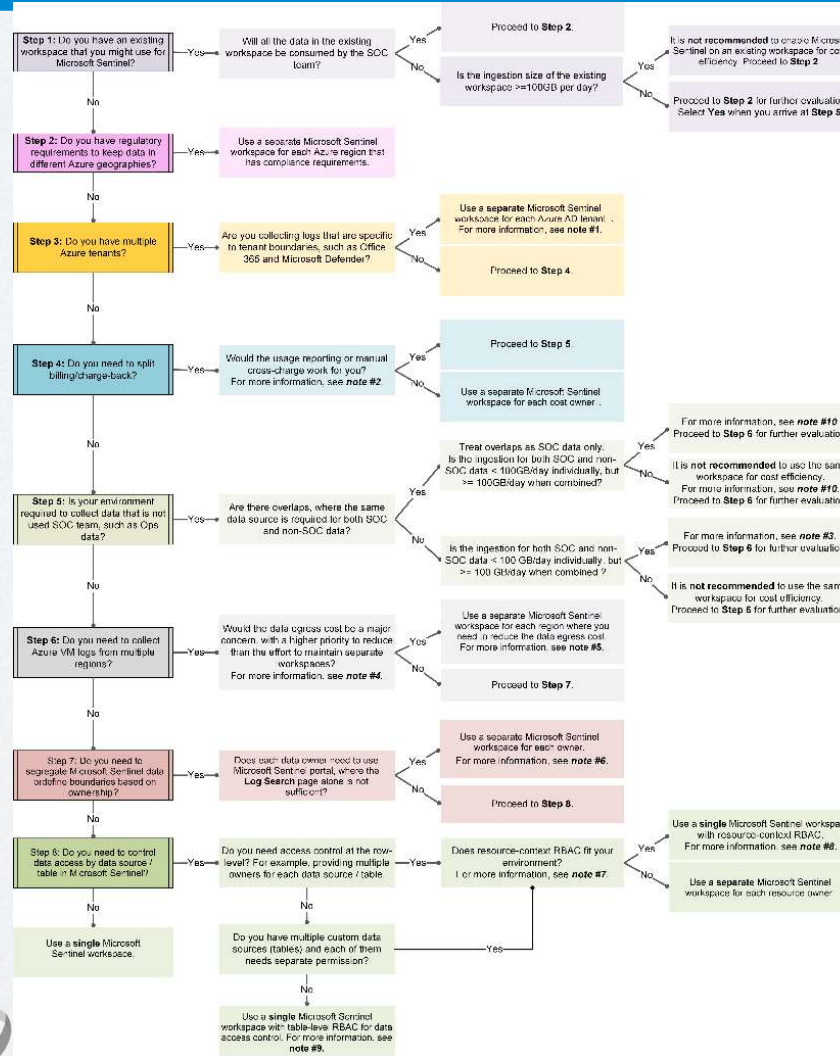 Step 1: Do you have an existing
workspace that you might use for
Microsoft Sentinel?
Yes
Will all the data in the existing
workspace be consumed by the SOC
team?
Yes
Proceed to Step 2.
No
Is the ingestion size of the existing
workspace >=100GB per day?
Yes
It is not recommended to enable
Sentinel on an existing workspace for
efficiency. Proceed to Step 2
No
Proceed to Step 2 for further
Select Yes when you arrive at Step
No
Step 2: Do you have regulatory
requirements to keep data in
different Azure geographies?
Yes
Use a separate Microsoft Sentinel
workspace for each Azure region that
has compliance requirements.
No
Step 3: Do you have multiple
Azure tenants?
Yes
Are you collecting logs that are specific
to tenant boundaries, such as Office
365 and Microsoft Defender?
Yes
Use a separate Microsoft Sentinel
workspace for each Azure AD tenant .
For more information, see note #1.
No
Proceed to Step 4.
No
Step 4: Do you need to split
billing/charge-back?
Yes
Would the usage reporting or manual
cross-charge work for you?
For more information, see note #2.
Yes
Proceed to Step 5
No
Use a separate Microsoft Sentinel
workspace for each cost owner .
No
Step 5: Is your environment
required to collect data that is not
used SOC team, such as Ops
data?
Yes
Are there overlaps, where the same
data source is required for both SOC
and non-SOC data?
Yes
Treat overlaps as SOC data only.
Is the ingestion for both SOC and non-
SOC data < 100GB/day individually, but
>= 100GB/day when combined?
Yes
For more information, see note #10
Proceed to Step 6 for further
No
It is not recommended to use the
workspace for cost efficiency.
For more information, see note #10.
Proceed to Step 6 for further
No
Is the ingestion for both SOC and non-
SOC data < 100 GB/day individually, but
>= 100 GB/day when combined ?
Yes
For more information, see note #3.
Proceed to Step 6 for further
No
It is not recommended to use the
workspace for cost efficiency.
Proceed to Step 6 for further
No
Step 6: Do you need to collect
Azure VM logs from multiple
regions?
Yes
Would the data egress cost be a major
concern, with a higher priority to reduce
than the effort to maintain separate
workspaces?
For more information, see note #4.
Yes
Use a separate Microsoft Sentinel
workspace for each region where you
need to reduce the data egress cost.
For more information, see note #5.
No
Proceed to Step 7.
No
Step 7: Do you need to
segregate Microsoft Sentinel data
ordefine boundaries based on
ownership?
Yes
Does each data owner need to use
Microsoft Sentinel portal, where the
Log Search page alone is not
sufficient?
Yes
Use a separate Microsoft Sentinel
workspace for each owner.
For more information, see note #6.
No
Proceed to Step 8.
No
Step 8: Do you need to control
data access by data source /
table in Microsoft Sentinel?
Yes
Do you need access control at the row-
level? For example, providing multiple
owners for each data source / table.
Yes
Does resource-context RBAC fit your
environment?
For more information, see note #7.
Yes
Use a single Microsoft Sentinel
with resource-context RBAC.
For more information, see note #8.
No
Use a separate Microsoft Sentinel
workspace for each resource owner
No
Use a single Microsoft
Sentinel workspace.
No
Do you have multiple custom data
sources (tables) and each of them
needs separate permission?
Yes
No
Use a single Microsoft Sentinel
workspace with table-level RBAC for data
access control. For more information, see
note #9.